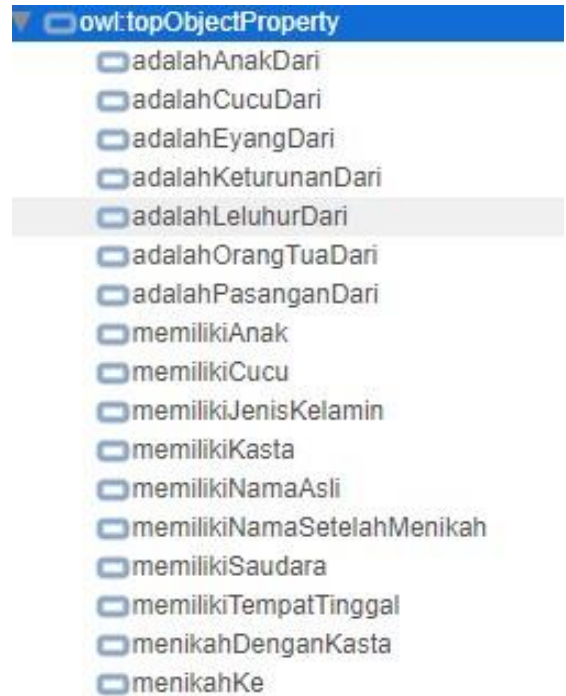 owl:topObjectProperty
adalahAnakDari
adalahCucuDari
adalahEyangDari
adalahKeturunanDari
adalahLeluhurDari
adalahOrangTuaDari
adalahPasanganDari
memilikiAnak
memilikiCucu
memilikiJenisKelamin
memilikiKasta
memilikiNamaAsli
memilikiNamaSetelahMenikah
memilikiSaudara
memilikiTempatTinggal
menikahDenganKasta
menikahKe